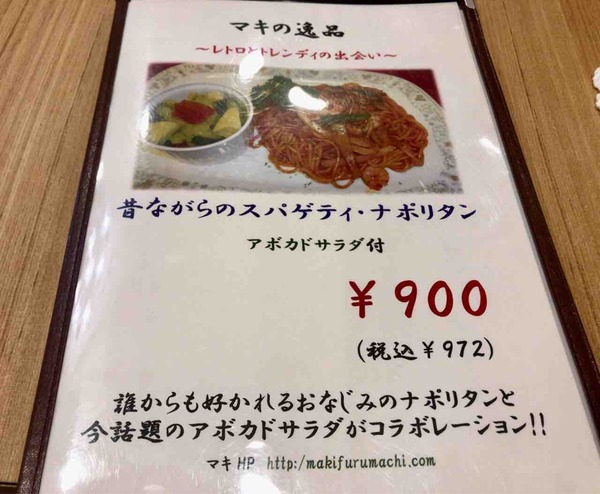 マキの逸品
～レトロとトレンディの出会い～
昔ながらのスパゲティ・ナポリタン
アボカドサラダ付
￥900
(税込￥972)
誰からも好かれるおなじみのナポリタンと
今話題のアボカドサラダがコラボレーション!!
マキ HP http:/makifurumachi.com